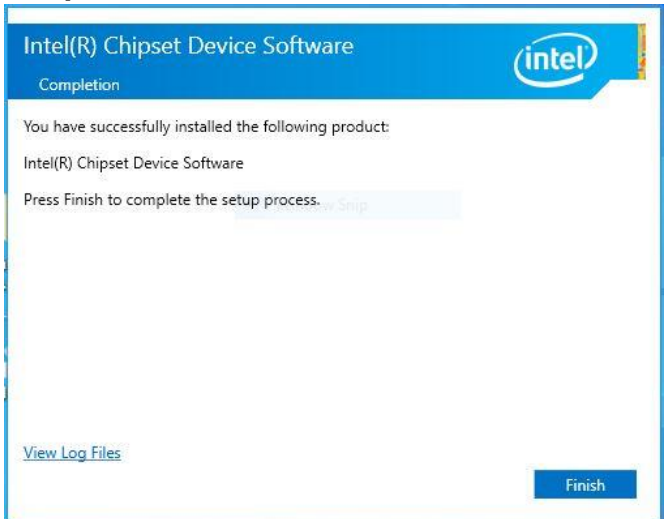 Intel(R) Chipset Device Software
intel
Completion
You have successfully installed the following product:
Intel(R) Chipset Device Software
Press Finish to complete the setup process.
Snip
View Log Files
Finish